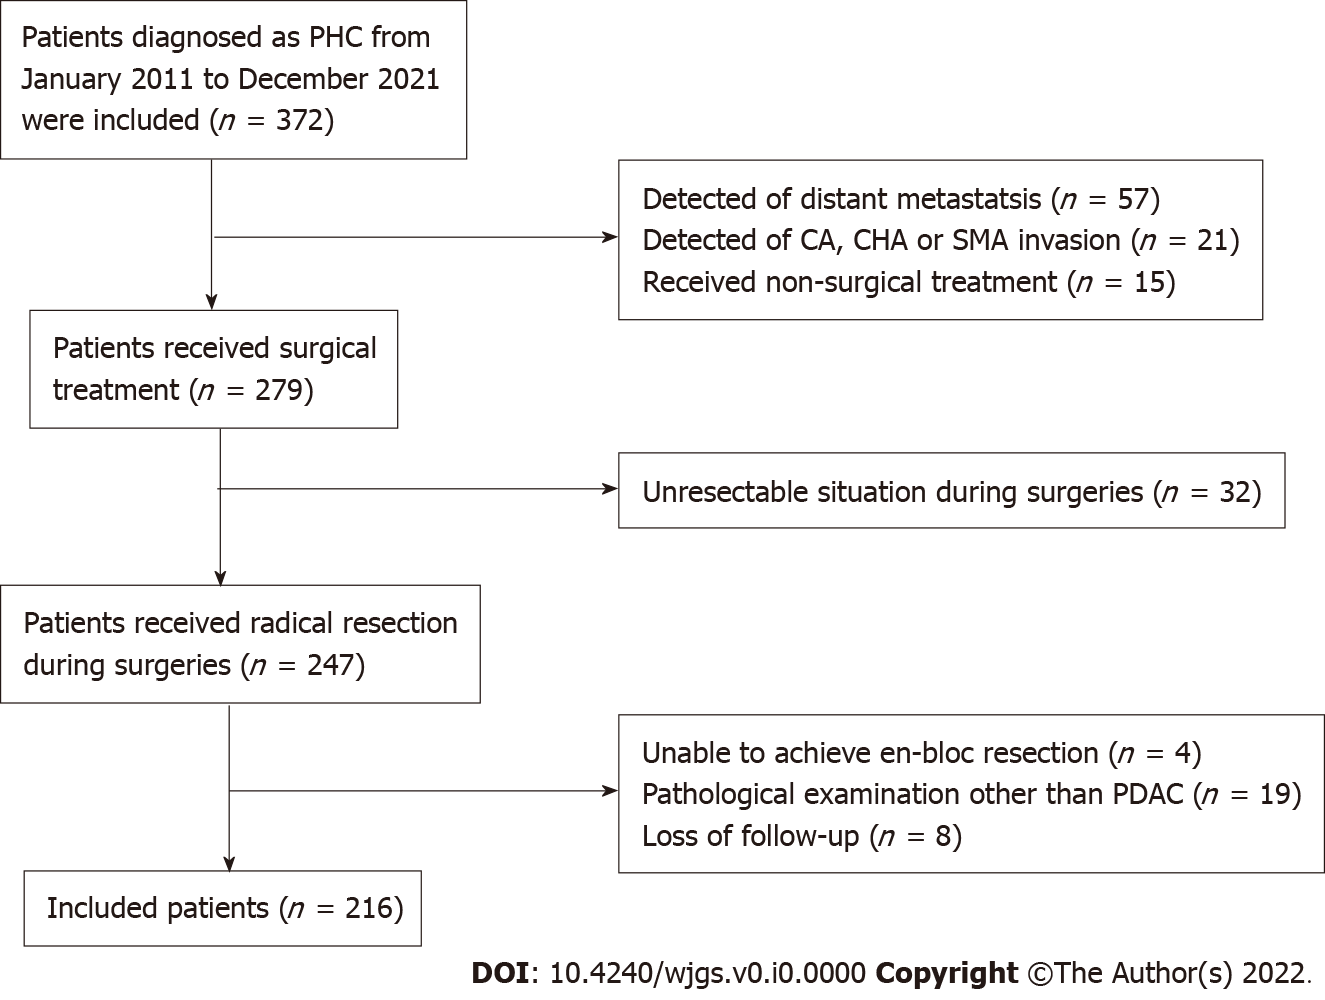 Patients diagnosed as PHC from
January 2011 to December 2021
were included (n = 372)
Detected of distant metastatsis (n = 57)
Detected of CA, CHA or SMA invasion (n = 21)
Received non-surgical treatment (n = 15)
Patients received surgical
treatment (n = 279)
Unresectable situation during surgeries (n = 32)
Patients received radical resection
during surgeries (n = 247)
Unable to achieve en-bloc resection (n = 4)
Pathological examination other than PDAC (n = 19)
Loss of follow-up (n = 8)
Included patients (n = 216)
DOI: 10.4240/wjgs.v0.i0.0000 Copyright ©The Author(s) 2022.